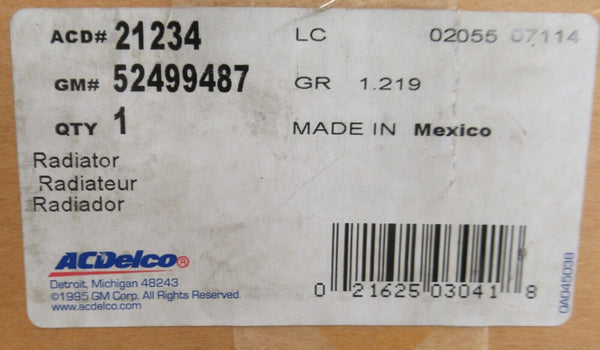 ACD# 21234 LC 02055 07114
GM# 52499487 GR 1.219
QTY 1 MADE IN Mexico
Radiator
Radiateur
Radiador
ACDelco®
Detroit, Michigan 48243
©1995 GM Corp. All Rights Reserved.
www.acdelco.com
0 21625 03041 8
0A045038